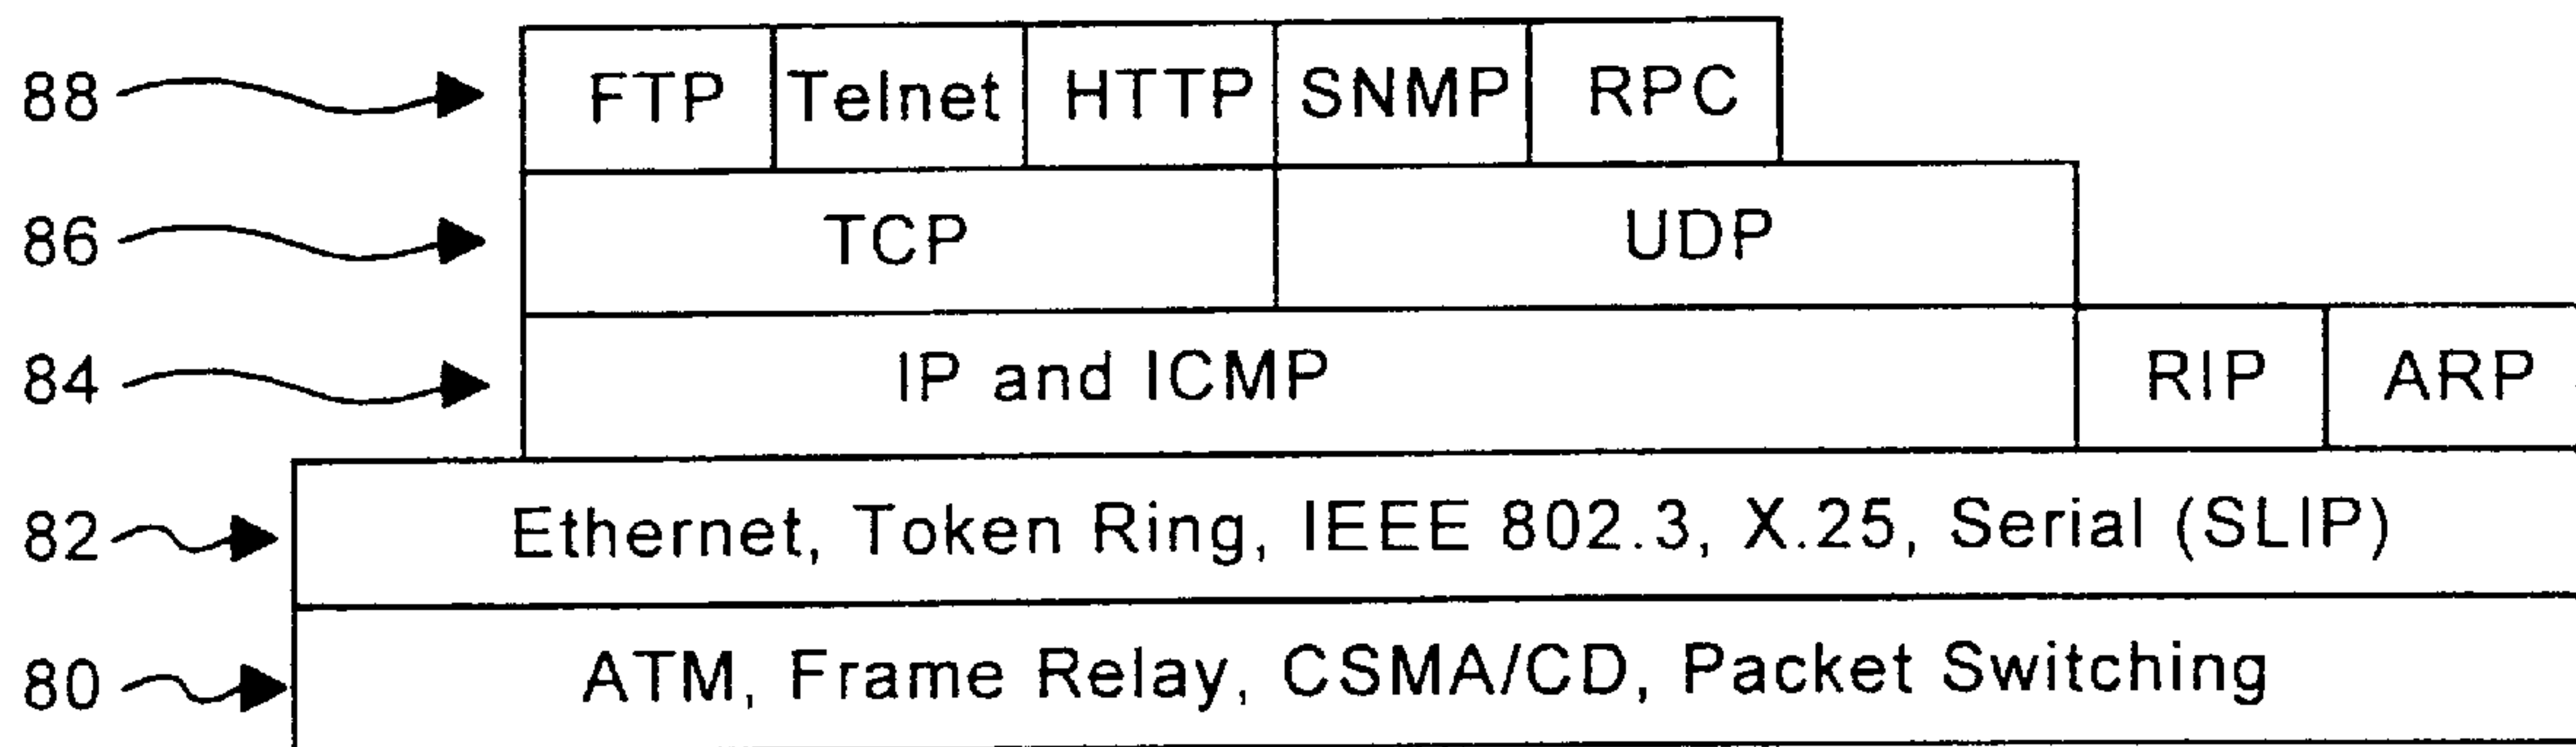 88 FTP Telnet HTTP SNMP RPC
86 TCP UDP
84 IP and ICMP RIP ARP
82 Ethernet, Token Ring, IEEE 802.3, X.25, Serial (SLIP)
80 ATM, Frame Relay, CSMA/CD, Packet Switching